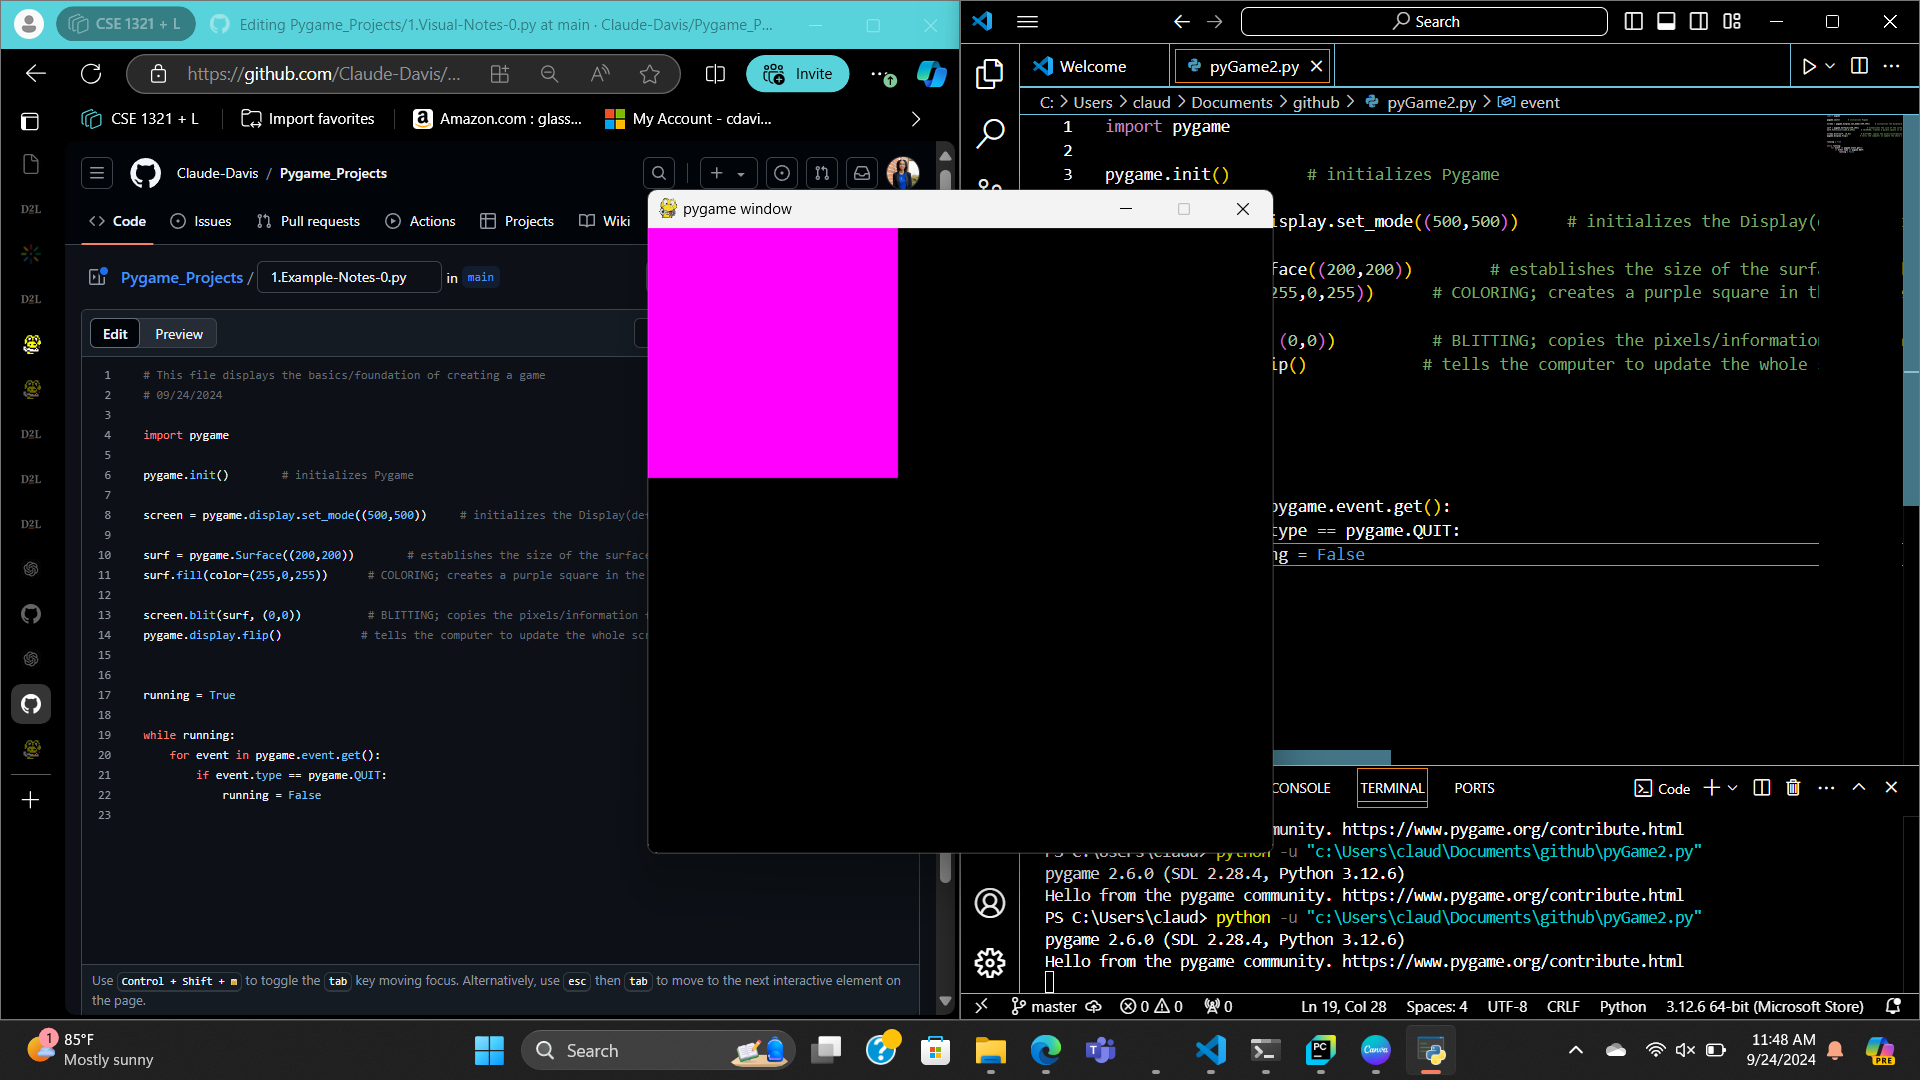 CSE 1321 + L
Editing Pygame_Projects/1.Visual-Notes-0.py at main · Claude-Davis/Pygame_P...
https://github.com/Claude-Davis/...
Invite
CSE 1321 + L
Import favorites
Amazon.com : glass...
My Account - cdavi...
Claude-Davis / Pygame_Projects
Code
Issues
Pull requests
Actions
Projects
Wiki
Pygame_Projects / 1.Example-Notes-0.py in main
Edit
Preview
1 # This file displays the basics/foundation of creating a game
2 # 09/24/2024
3
4 import pygame
5
6 pygame.init() # initializes Pygame
7
8 screen = pygame.display.set_mode((500,500)) # initializes the Display(de
9
10 surf = pygame.Surface((200,200)) # establishes the size of the surface
11 surf.fill(color=(255,0,255)) # COLORING; creates a purple square in the
12
13 screen.blit(surf, (0,0)) # BLITTING; copies the pixels/information
14 pygame.display.flip() # tells the computer to update the whole scr
15
16
17 running = True
18
19 while running:
20 for event in pygame.event.get():
21 if event.type == pygame.QUIT:
22 running = False
23
Use Control + Shift + m to toggle the tab key moving focus. Alternatively, use esc then tab to move to the next interactive element on
the page.
D2L
D2L
D2L
D2L
D2L
pygame window
Search
Welcome
pyGame2.py
C: > Users > claud > Documents > github > pyGame2.py > event
1 import pygame
2
3 pygame.init() # initializes Pygame
isplay.set_mode((500,500)) # initializes the Display(
face((200,200)) # establishes the size of the surf
255,0,255)) # COLORING; creates a purple square in th
(0,0)) # BLITTING; copies the pixels/information
ip() # tells the computer to update the whole
pygame.event.get():
type == pygame.QUIT:
ng = False
CONSOLE
TERMINAL
PORTS
Code
munity. https://www.pygame.org/contribute.html
PS C:\Users\claud> python -u "c:\Users\claud\Documents\github\pyGame2.py"
pygame 2.6.0 (SDL 2.28.4, Python 3.12.6)
Hello from the pygame community. https://www.pygame.org/contribute.html
PS C:\Users\claud> python -u "c:\Users\claud\Documents\github\pyGame2.py"
pygame 2.6.0 (SDL 2.28.4, Python 3.12.6)
Hello from the pygame community. https://www.pygame.org/contribute.html
master
0
0
0
Ln 19, Col 28
Spaces: 4
UTF-8
CRLF
Python
3.12.6 64-bit (Microsoft Store)
1
85°F
Mostly sunny
Search
PC
Canva
11:48 AM
9/24/2024
PRE